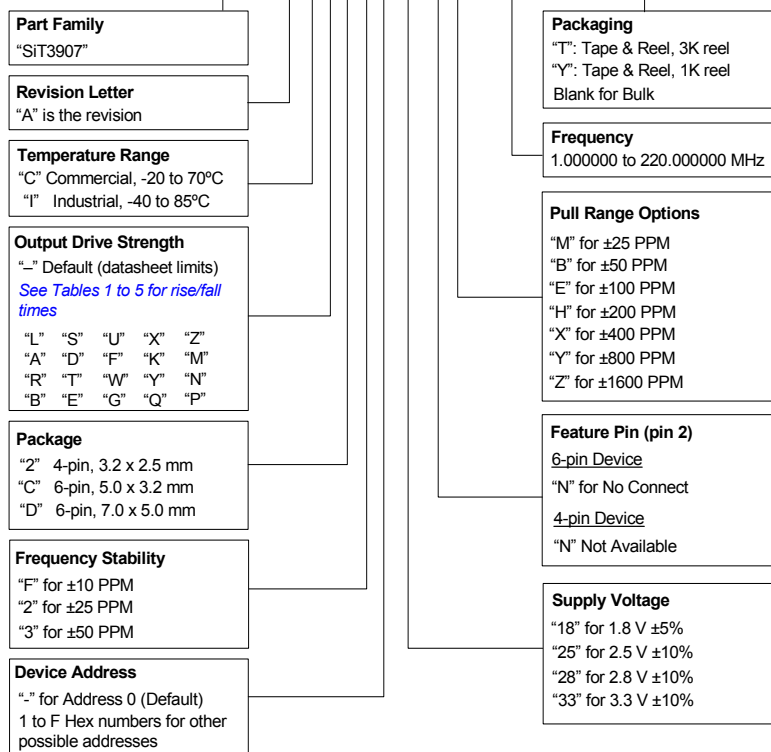 Part Family
“SiT3907”
Revision Letter
“A” is the revision
Temperature Range
“C” Commercial, -20 to 70ºC
“I” Industrial, -40 to 85ºC
Output Drive Strength
“–” Default (datasheet limits)
See Tables 1 to 5 for rise/fall
times
“L” “S” “U” “X” “Z”
“A” “D” “F” “K” “M”
“R” “T” “W” “Y” “N”
“B” “E” “G” “Q” “P”
Package
“2” 4-pin, 3.2 x 2.5 mm
“C” 6-pin, 5.0 x 3.2 mm
“D” 6-pin, 7.0 x 5.0 mm
Frequency Stability
“F” for ±10 PPM
“2” for ±25 PPM
“3” for ±50 PPM
Device Address
“-” for Address 0 (Default)
1 to F Hex numbers for other
possible addresses
Packaging
“T”: Tape & Reel, 3K reel
“Y”: Tape & Reel, 1K reel
Blank for Bulk
Frequency
1.000000 to 220.000000 MHz
Pull Range Options
“M” for ±25 PPM
“B” for ±50 PPM
“E” for ±100 PPM
“H” for ±200 PPM
“X” for ±400 PPM
“Y” for ±800 PPM
“Z” for ±1600 PPM
Feature Pin (pin 2)
6-pin Device
“N” for No Connect
4-pin Device
“N” Not Available
Supply Voltage
“18” for 1.8 V ±5%
“25” for 2.5 V ±10%
“28” for 2.8 V ±10%
“33” for 3.3 V ±10%